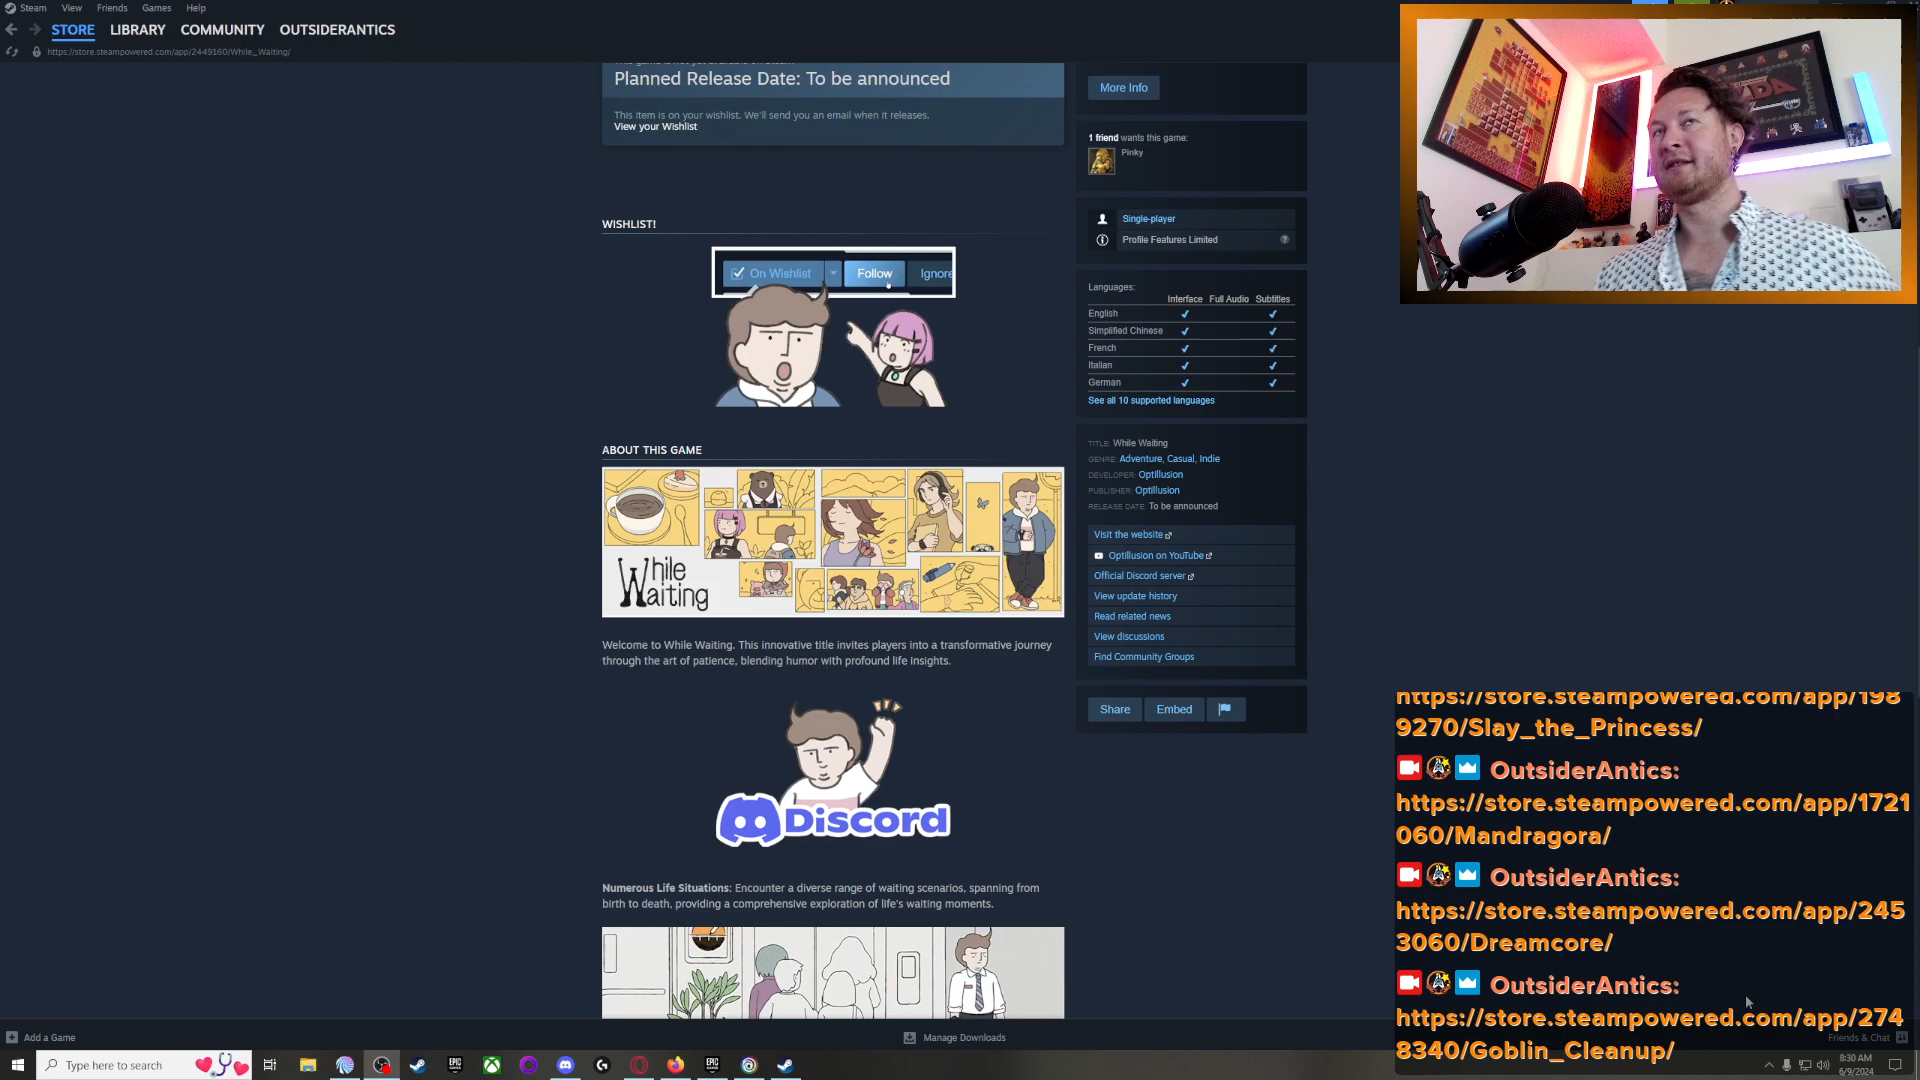 Steam View Friends Games Help
STORE LIBRARY COMMUNITY OUTSIDERANTICS
https://store.steampowered.com/app/2449160/While_Waiting/
Planned Release Date: To be announced
This item is on your wishlist. We'll send you an email when it releases.
View your Wishlist
WISHLIST!
On Wishlist Follow Ignore
ABOUT THIS GAME
While
Waiting
Welcome to While Waiting. This innovative title invites players into a transformative journey
through the art of patience, blending humor with profound life insights.
Discord
Numerous Life Situations: Encounter a diverse range of waiting scenarios, spanning from
birth to death, providing a comprehensive exploration of life's waiting moments.
More Info
1 friend wants this game:
Pinky
Single-player
Profile Features Limited ?
Languages:
Interface Full Audio Subtitles
English ✔ ✔
Simplified Chinese ✔ ✔
French ✔ ✔
Italian ✔ ✔
German ✔ ✔
See all 10 supported languages
TITLE: While Waiting
GENRE: Adventure, Casual, Indie
DEVELOPER: Optillusion
PUBLISHER: Optillusion
RELEASE DATE: To be announced
Visit the website
Optillusion on YouTube
Official Discord server
View update history
Read related news
View discussions
Find Community Groups
Share Embed
https://store.steampowered.com/app/198
9270/Slay_the_Princess/
OutsiderAntics:
https://store.steampowered.com/app/1721
060/Mandragora/
OutsiderAntics:
https://store.steampowered.com/app/245
3060/Dreamcore/
OutsiderAntics:
https://store.steampowered.com/app/274
8340/Goblin_Cleanup/
Add a Game
Manage Downloads
Friends & Chat
Type here to search
EPIC
GAMES
8:30 AM
6/9/2024